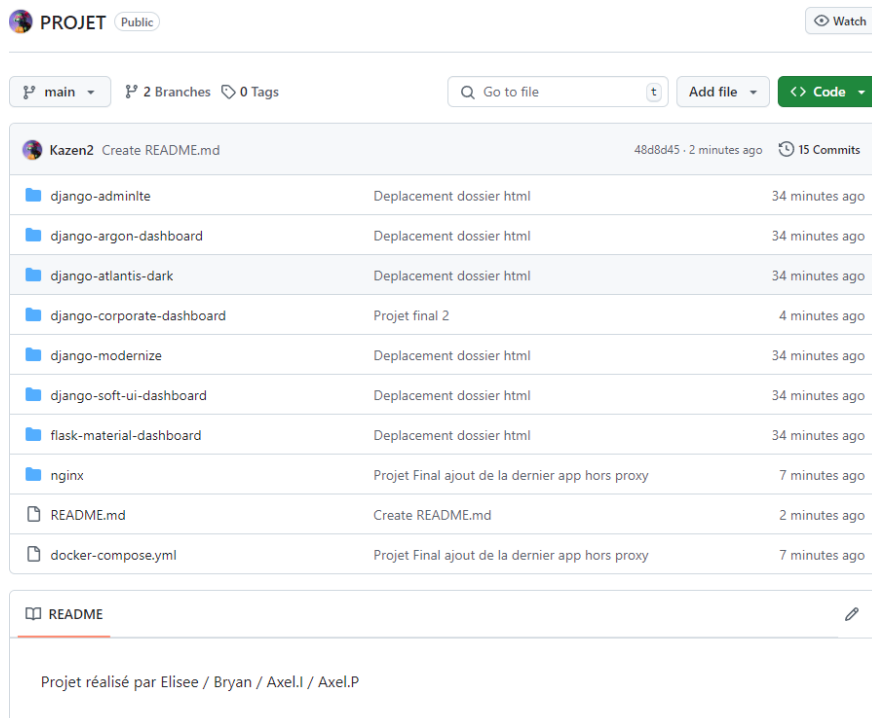 PROJET Public Watch
main 2 Branches 0 Tags Go to file t Add file Code
Kazen2 Create README.md 48d8d45 · 2 minutes ago 15 Commits
django-adminlte Deplacement dossier html 34 minutes ago
django-argon-dashboard Deplacement dossier html 34 minutes ago
django-atlantis-dark Deplacement dossier html 34 minutes ago
django-corporate-dashboard Projet final 2 4 minutes ago
django-modernize Deplacement dossier html 34 minutes ago
django-soft-ui-dashboard Deplacement dossier html 34 minutes ago
flask-material-dashboard Deplacement dossier html 34 minutes ago
nginx Projet Final ajout de la dernier app hors proxy 7 minutes ago
README.md Create README.md 2 minutes ago
docker-compose.yml Projet Final ajout de la dernier app hors proxy 7 minutes ago
README
Projet réalisé par Elisee / Bryan / Axel.I / Axel.P